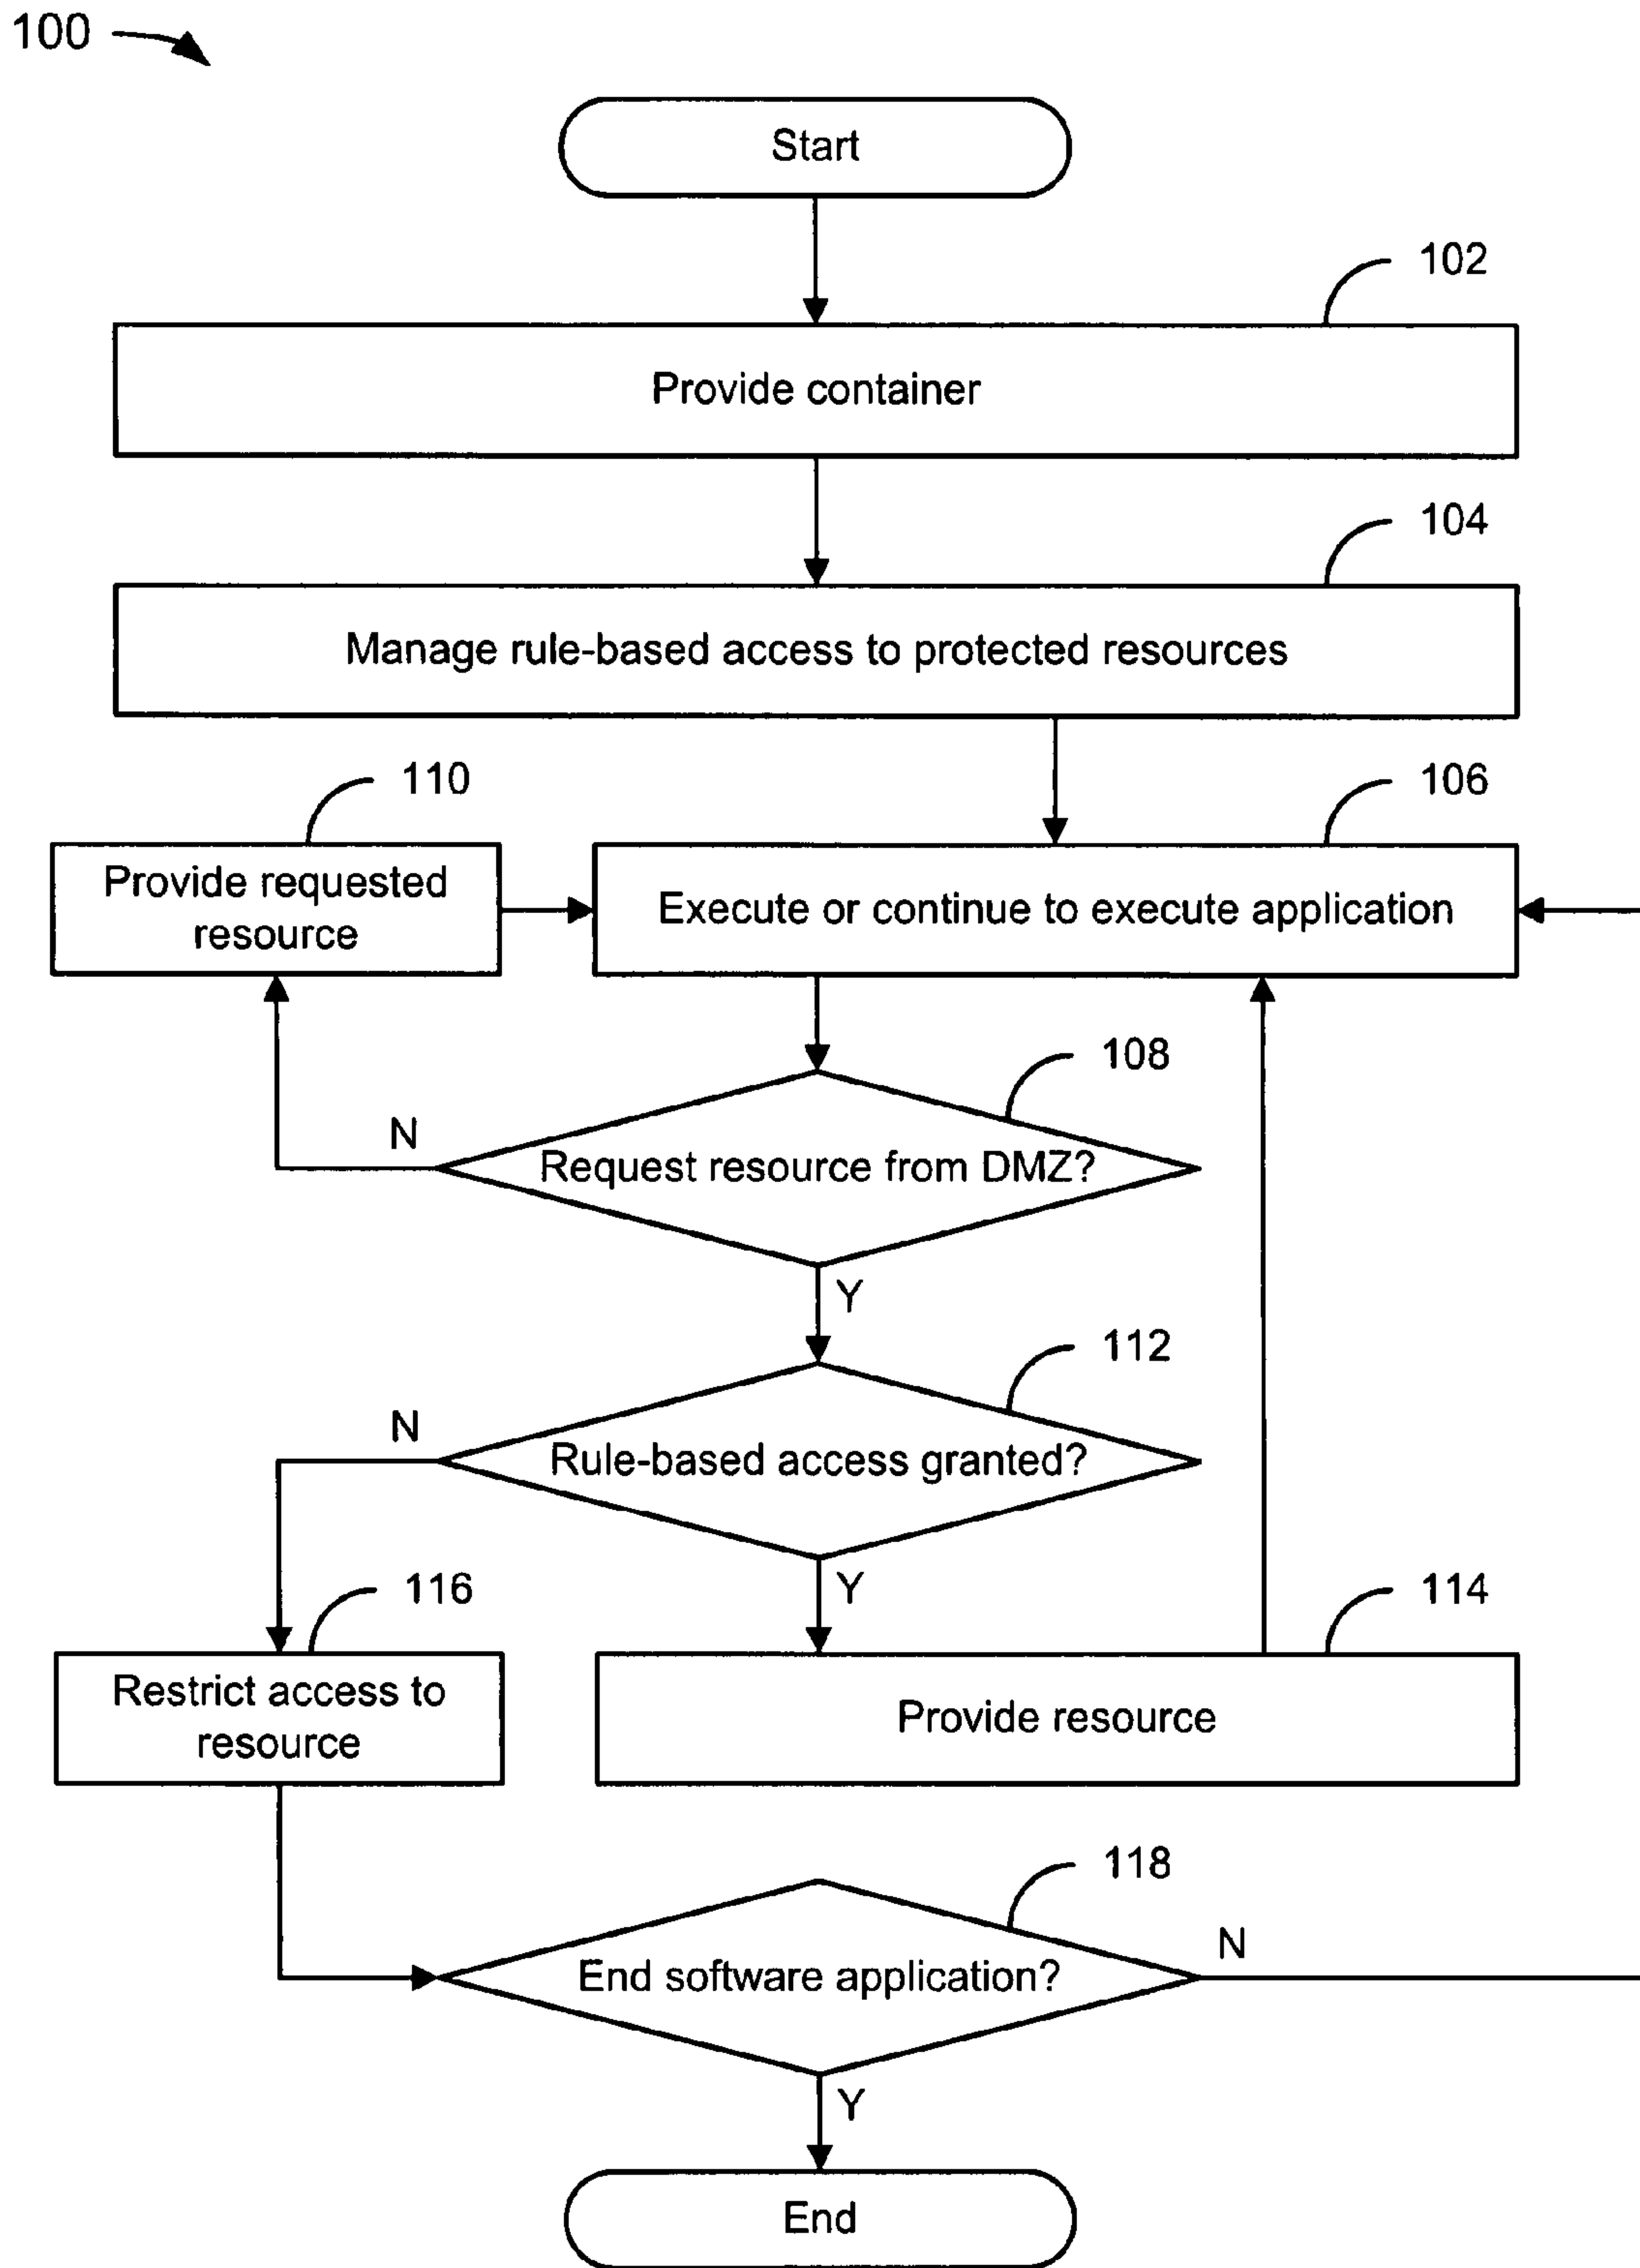 100
Start
102
Provide container
104
Manage rule-based access to protected resources
110
106
Provide requested
resource
Execute or continue to execute application
108
N
Request resource from DMZ?
Y
112
N
Rule-based access granted?
Y
116
114
Restrict access to
resource
Provide resource
118
N
End software application?
Y
End